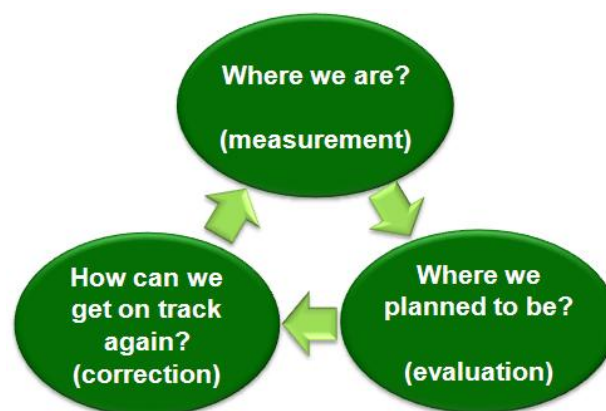 Where we are?
(measurement)
Where we
planned to be?
(evaluation)
How can we
get on track
again?
(correction)